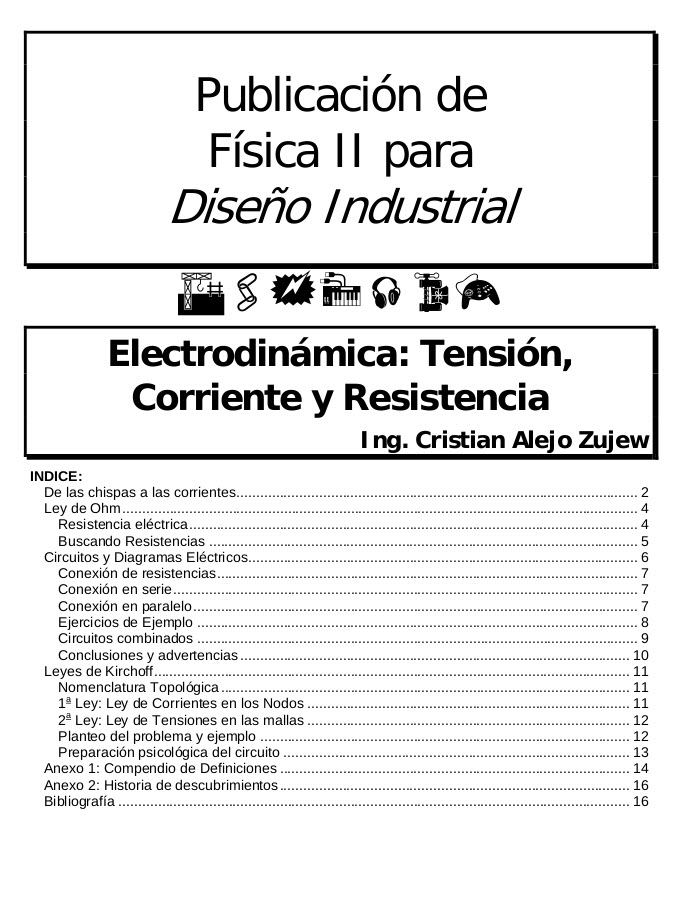 Publicación de
Física II para
Diseño Industrial
Electrodinámica: Tensión,
Corriente y Resistencia
Ing. Cristian Alejo Zujew
INDICE:
De las chispas a las corrientes.......... 2
Ley de Ohm.......... 4
Resistencia eléctrica.......... 4
Buscando Resistencias .......... 5
Circuitos y Diagramas Eléctricos.......... 6
Conexión de resistencias.......... 7
Conexión en serie.......... 7
Conexión en paralelo.......... 7
Ejercicios de Ejemplo .......... 8
Circuitos combinados .......... 9
Conclusiones y advertencias .......... 10
Leyes de Kirchoff.......... 11
Nomenclatura Topológica .......... 11
1ª Ley: Ley de Corrientes en los Nodos .......... 11
2ª Ley: Ley de Tensiones en las mallas .......... 12
Planteo del problema y ejemplo .......... 12
Preparación psicológica del circuito .......... 13
Anexo 1: Compendio de Definiciones .......... 14
Anexo 2: Historia de descubrimientos .......... 16
Bibliografía .......... 16